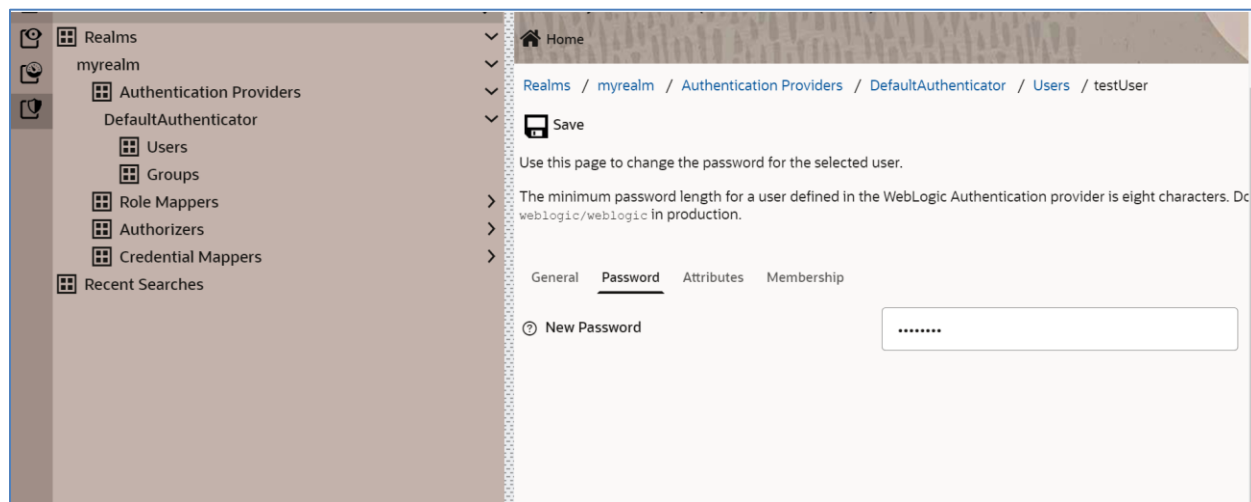 Realms
myrealm
Authentication Providers
DefaultAuthenticator
Users
Groups
Role Mappers
Authorizers
Credential Mappers
Recent Searches
Home
Realms / myrealm / Authentication Providers / DefaultAuthenticator / Users / testUser
Save
Use this page to change the password for the selected user.
The minimum password length for a user defined in the WebLogic Authentication provider is eight characters.
weblogic/weblogic in production.
General Password Attributes Membership
New Password ••••••••